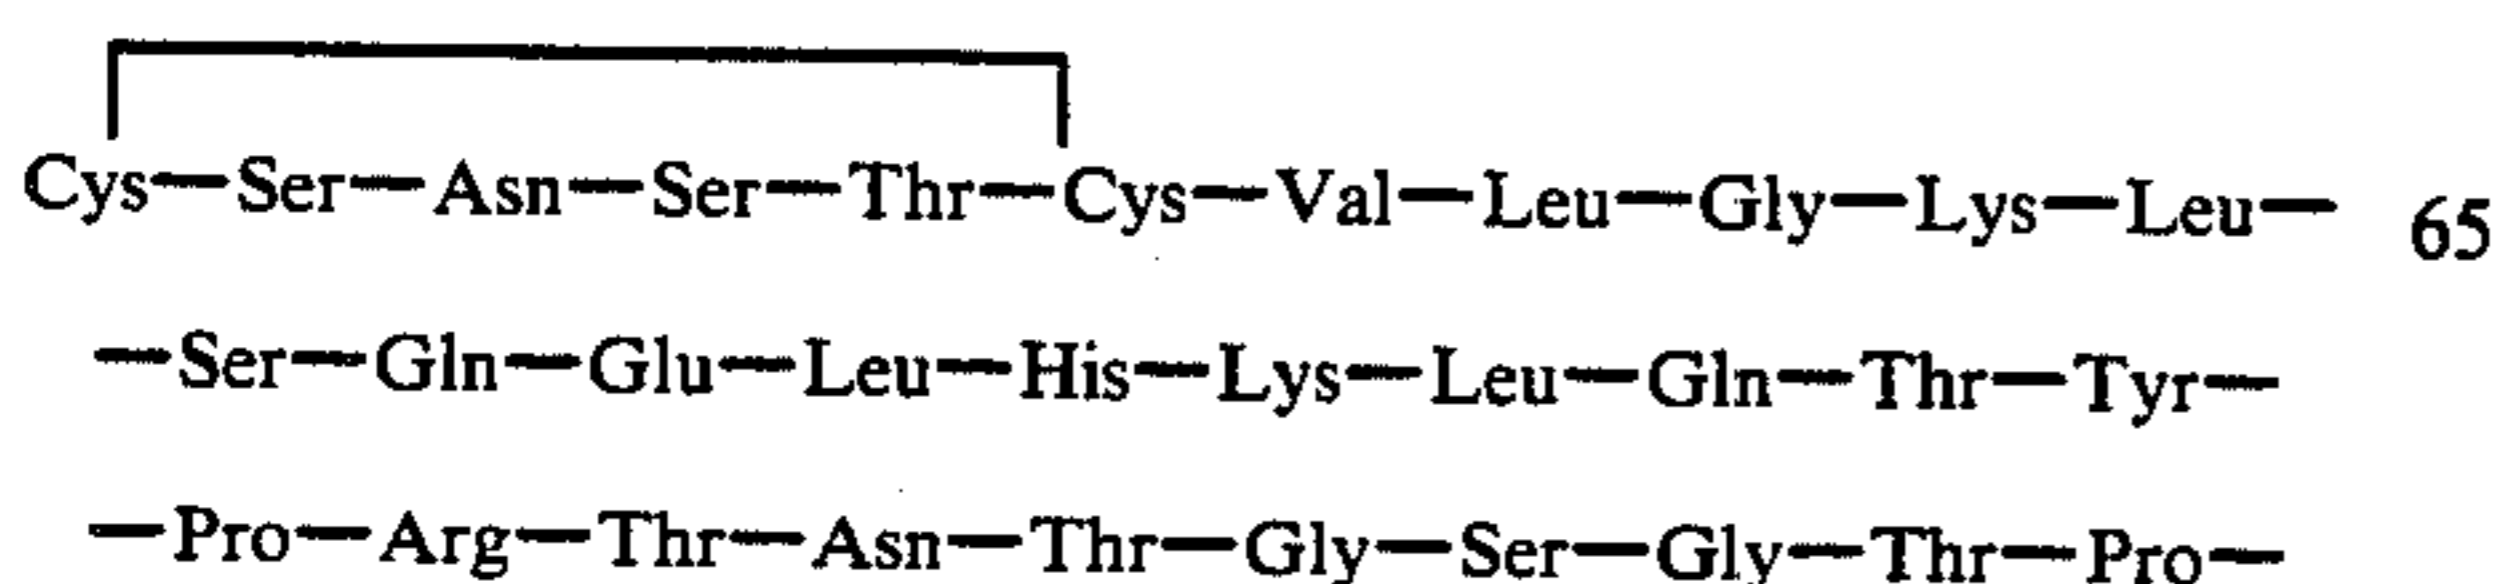 Cys—Ser—Asn—Ser—Thr—Cys—Val—Leu—Gly—Lys—Leu— 65
—Ser—Gln—Glu—Leu—His—Lys—Leu—Gln—Thr—Tyr—
—Pro—Arg—Thr—Asn—Thr—Gly—Ser—Gly—Thr—Pro—